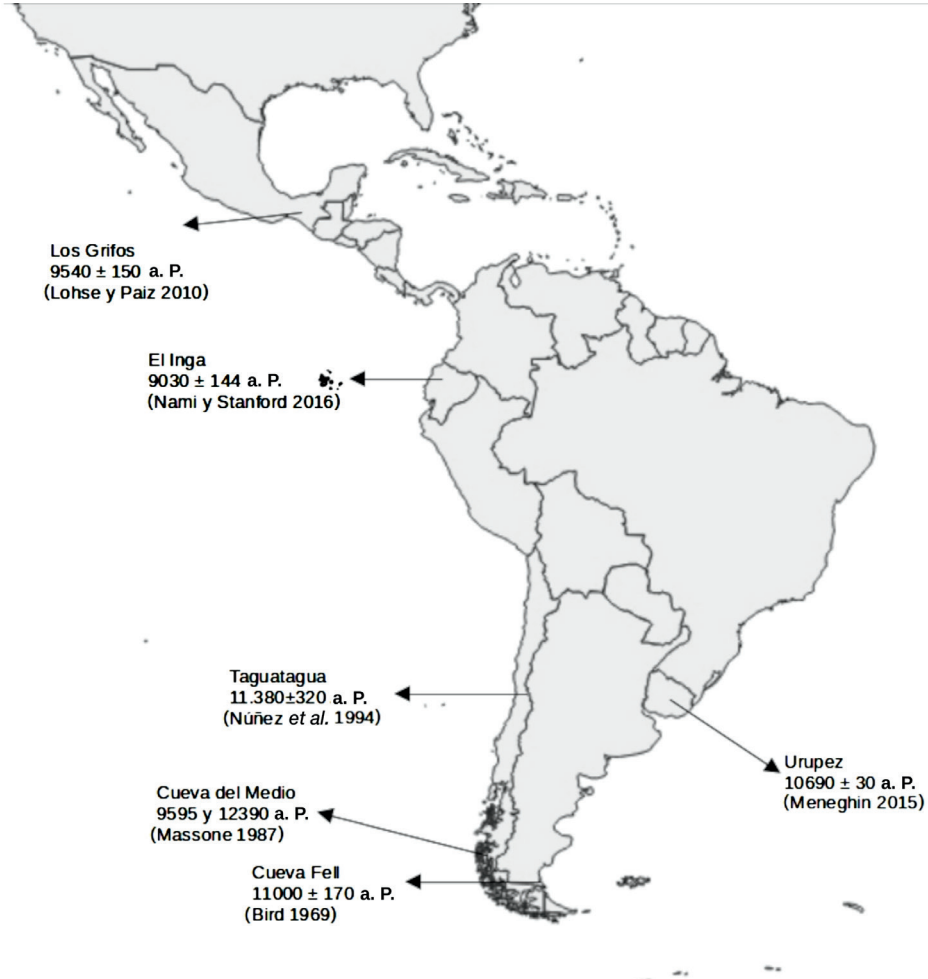 Los Grifos
9540 ± 150 a. P.
(Lohse y Paiz 2010)
El Inga
9030 ± 144 a. P.
(Nami y Stanford 2016)
Taguatagua
11.380±320 a. P.
(Núñez et al. 1994)
Urupez
10690 ± 30 a. P.
(Meneghin 2015)
Cueva del Medio
9595 y 12390 a. P.
(Massone 1987)
Cueva Fell
11000 ± 170 a. P.
(Bird 1969)